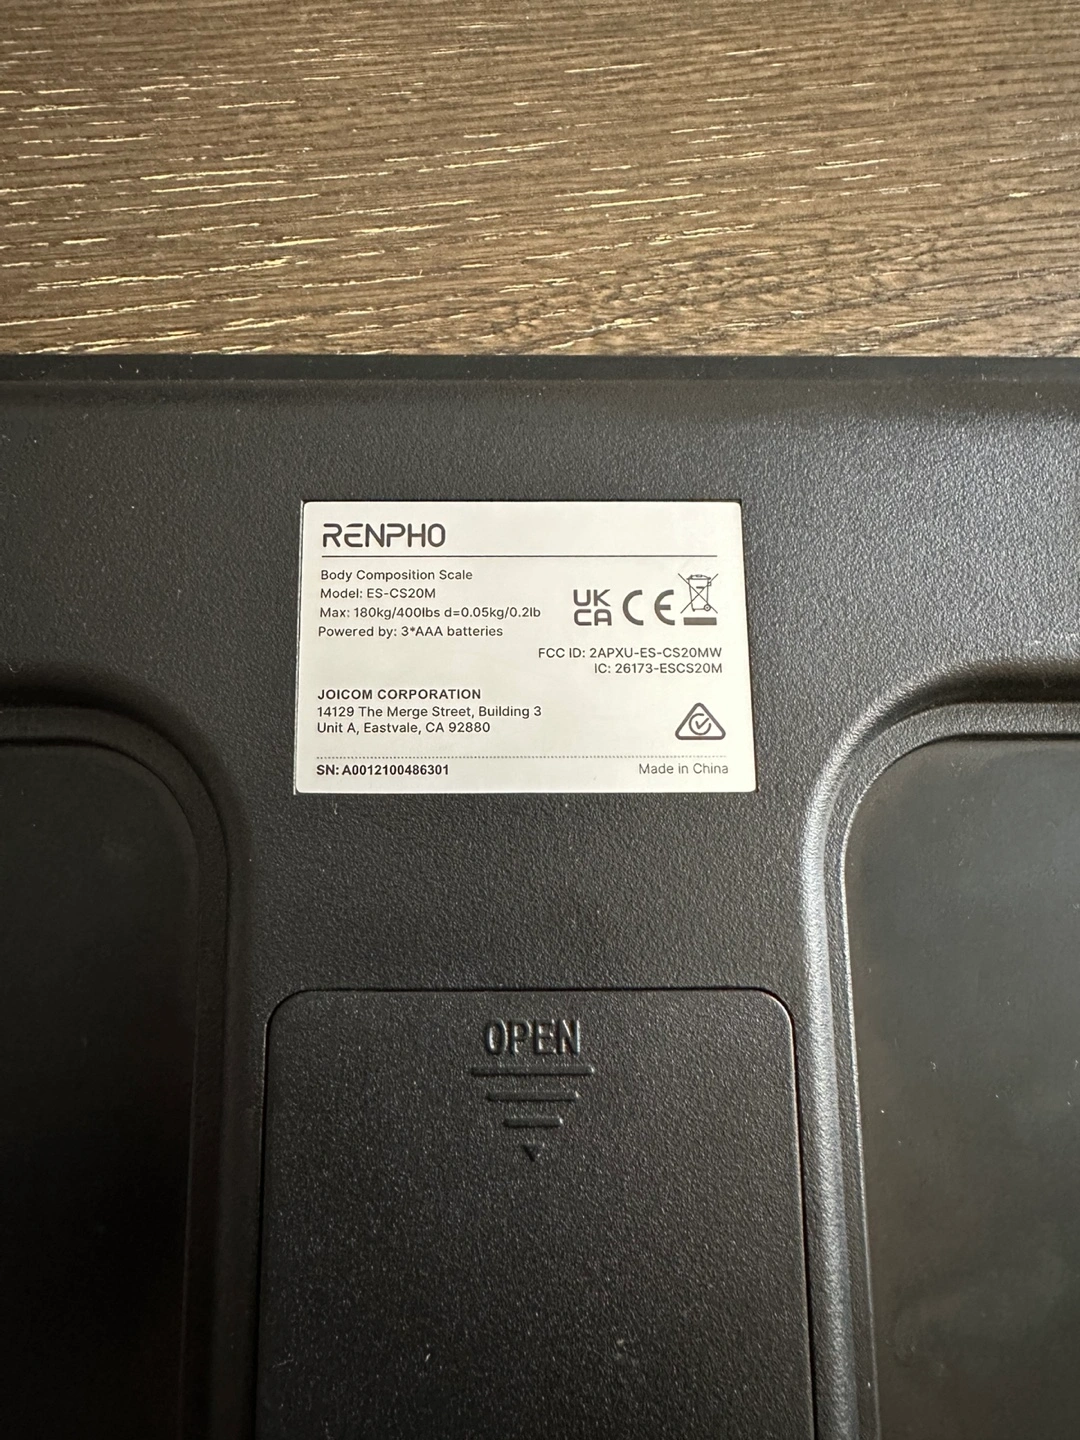 RENPHO
Body Composition Scale
Model: ES-CS20M
Max: 180kg/400lbs d=0.05kg/0.2lb
Powered by: 3*AAA batteries
UK
CA CE
FCC ID: 2APXU-ES-CS20MW
IC: 26173-ESCS20M
JOICOM CORPORATION
14129 The Merge Street, Building 3
Unit A, Eastvale, CA 92880
SN: A0012100486301
Made in China
OPEN